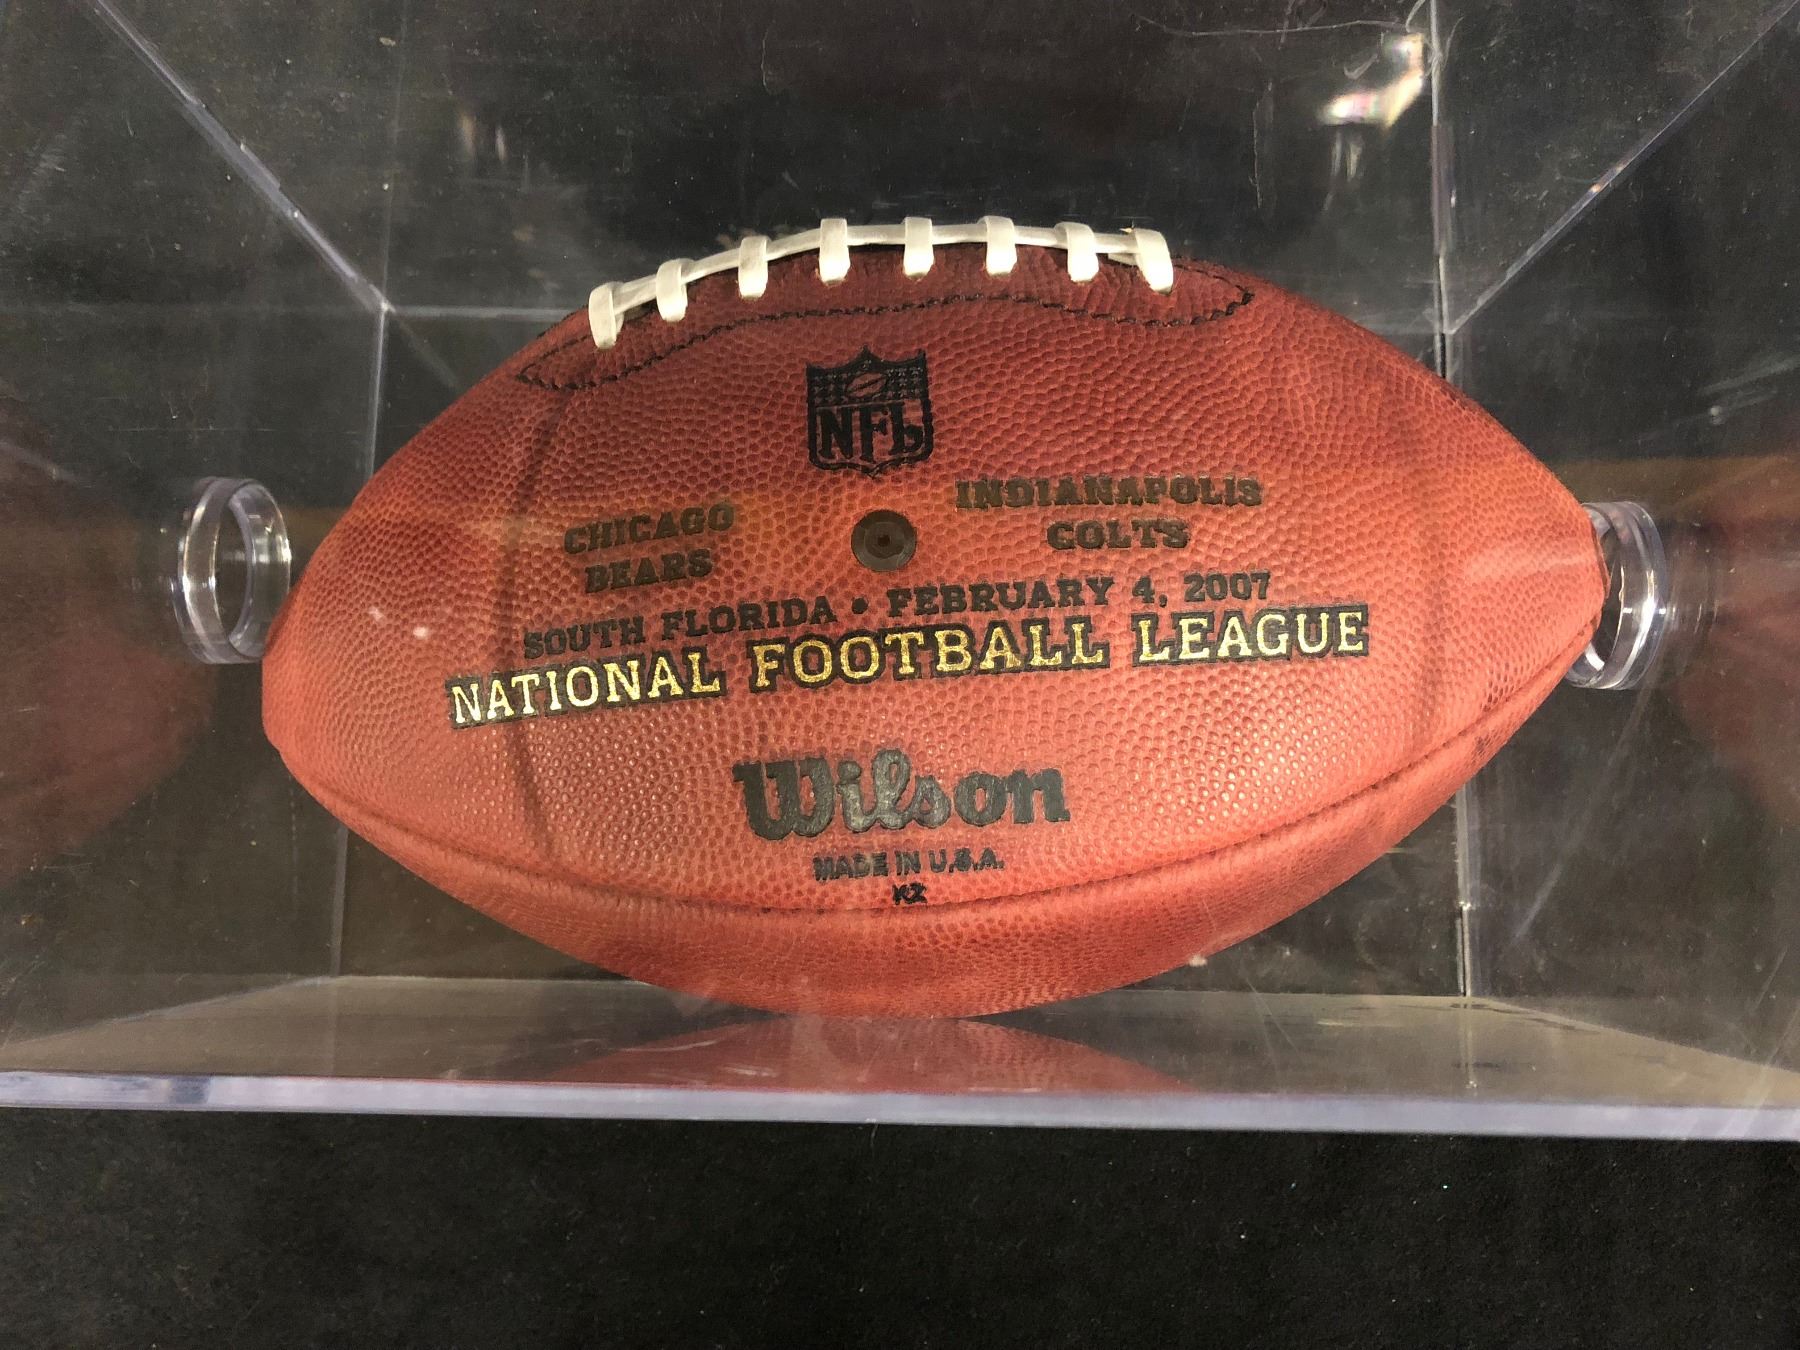 NFL
CHICAGO
BEARS
INDIANAPOLIS
COLTS
SOUTH FLORIDA • FEBRUARY 4, 2007
NATIONAL FOOTBALL LEAGUE
Wilson
MADE IN U.S.A.